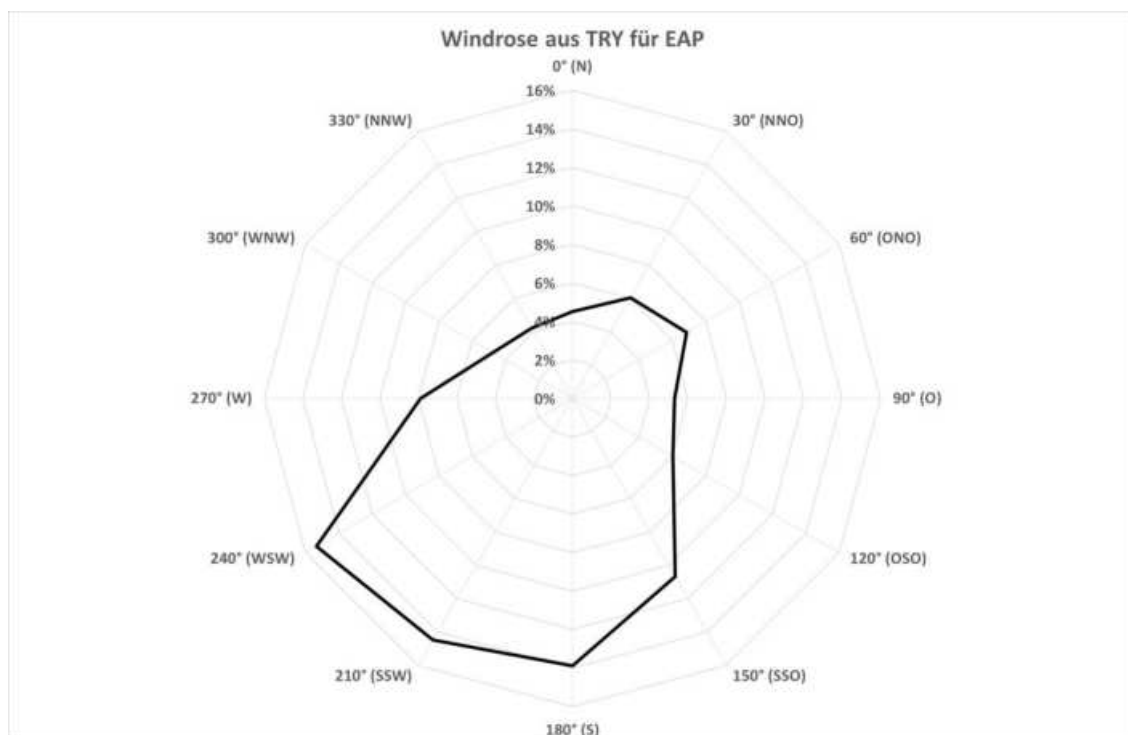 Windrose aus TRY für EAP
0° (N)
16%
330° (NNW)
30° (NNO)
14%
12%
10%
300° (WNW)
60° (ONO)
8%
6%
4%
2%
270° (W)
0%
90° (O)
240° (WSW)
120° (OSO)
210° (SSW)
150° (SSO)
180° (S)